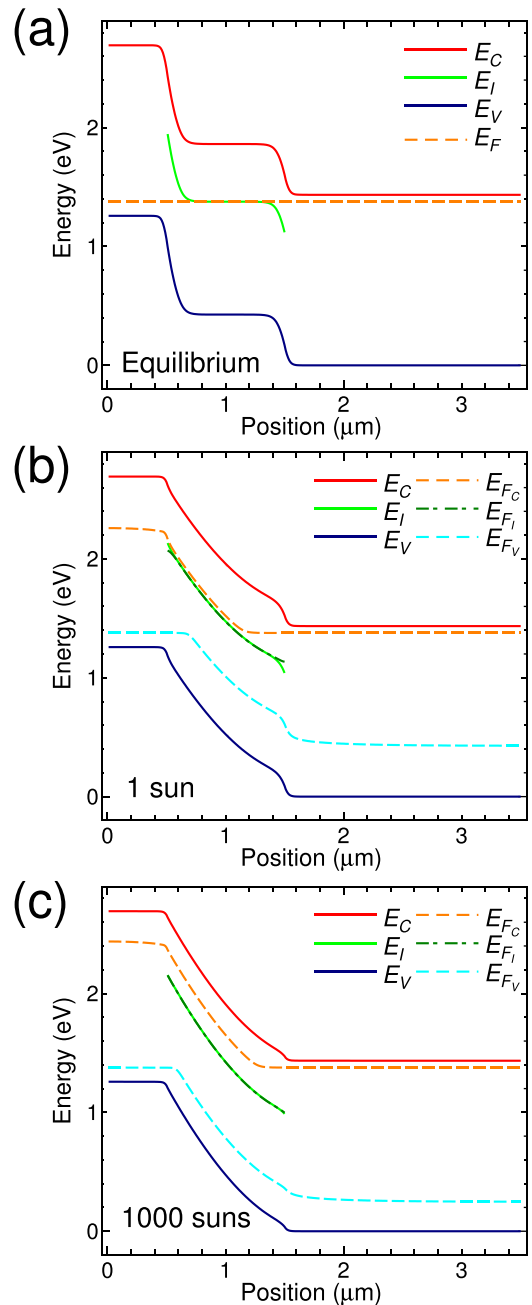 (a)
E_C
E_I
E_V
E_F
2
1
0
Energy (eV)
Equilibrium
0 1 2 3
Position (μm)
(b)
E_C E_{F_C}
E_I E_{F_I}
E_V E_{F_V}
2
1
0
Energy (eV)
1 sun
0 1 2 3
Position (μm)
(c)
E_C E_{F_C}
E_I E_{F_I}
E_V E_{F_V}
2
1
0
Energy (eV)
1000 suns
0 1 2 3
Position (μm)